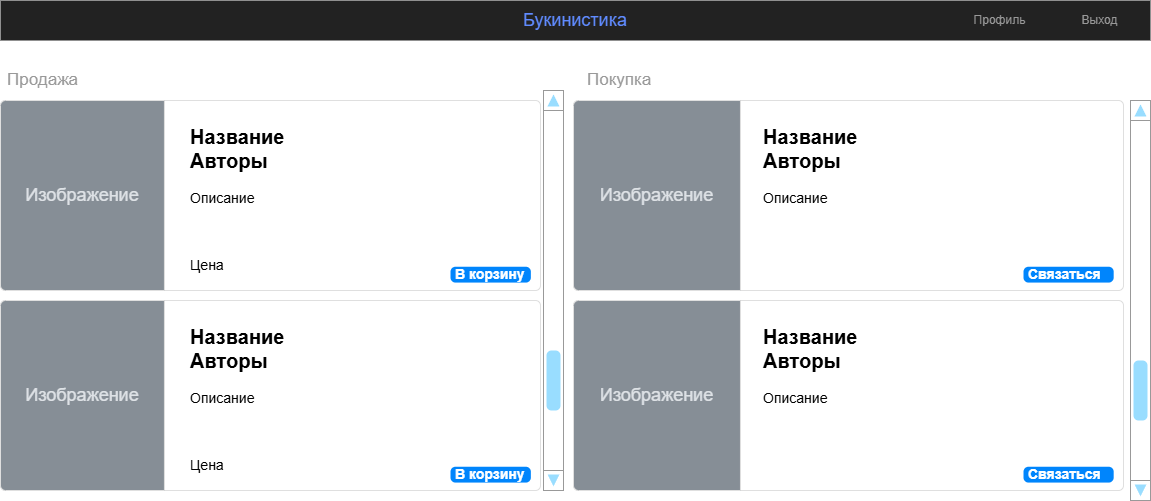 Букинистика
Профиль
Выход
Продажа
Изображение
Название
Авторы
Описание
Цена
В корзину
Изображение
Название
Авторы
Описание
Цена
В корзину
Покупка
Изображение
Название
Авторы
Описание
Связаться
Изображение
Название
Авторы
Описание
Связаться